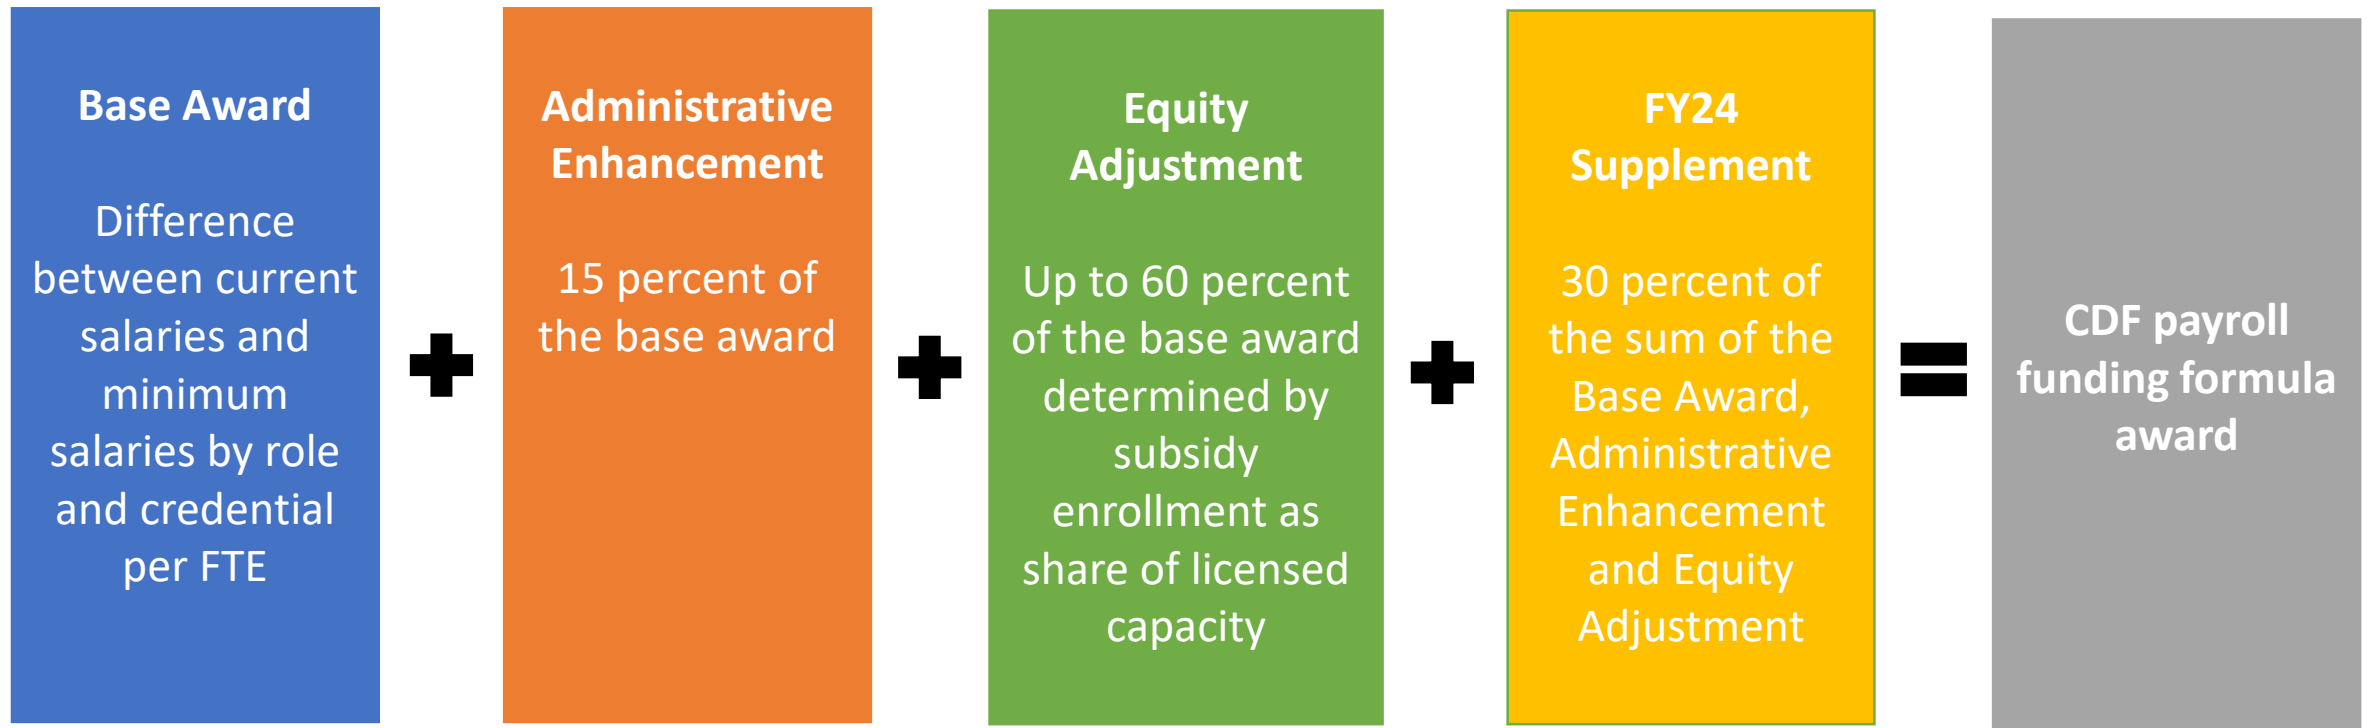 Base Award
Difference
between current
salaries and
minimum
salaries by role
and credential
per FTE
Administrative
Enhancement
15 percent of
the base award
Equity
Adjustment
Up to 60 percent
of the base award
determined by
subsidy
enrollment as
share of licensed
capacity
FY24
Supplement
30 percent of
the sum of the
Base Award,
Administrative
Enhancement
and Equity
Adjustment
CDF payroll
funding formula
award